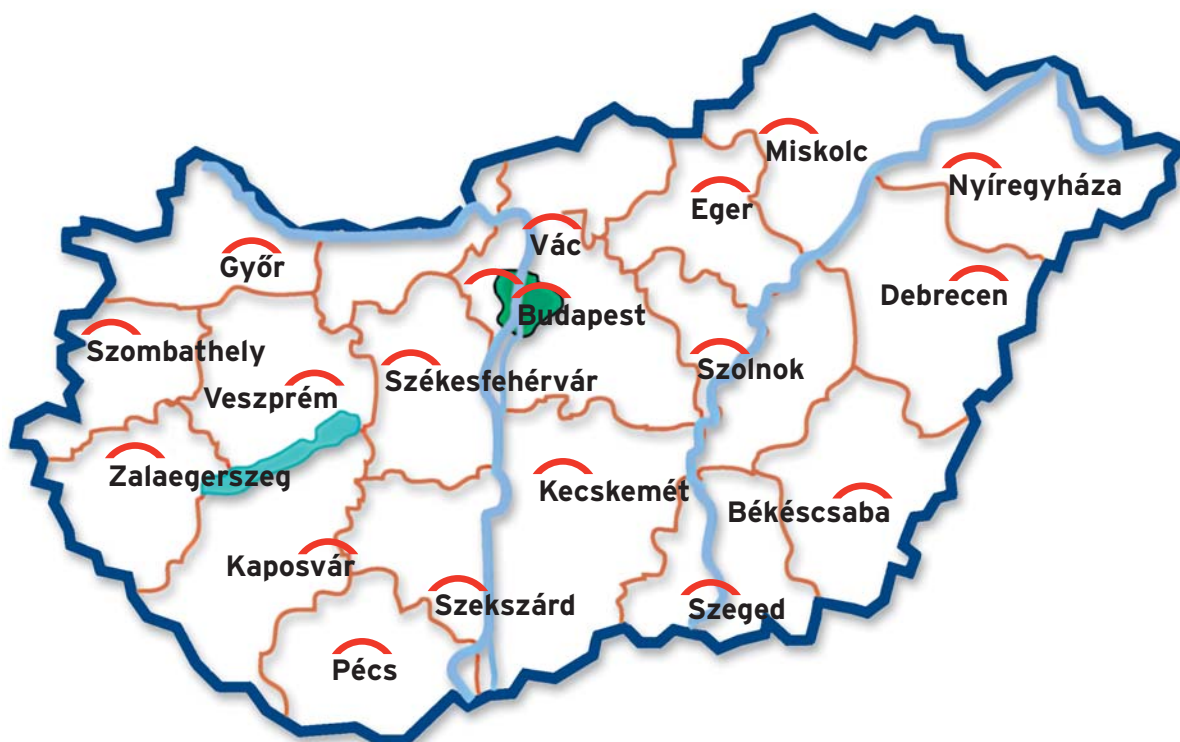 Miskolc
Nyíregyháza
Eger
Vác
Győr
Debrecen
Budapest
Szombathely
Szolnok
Székesfehérvár
Veszprém
Zalaegerszeg
Kecskemét
Békéscsaba
Kaposvár
Szekszárd
Szeged
Pécs